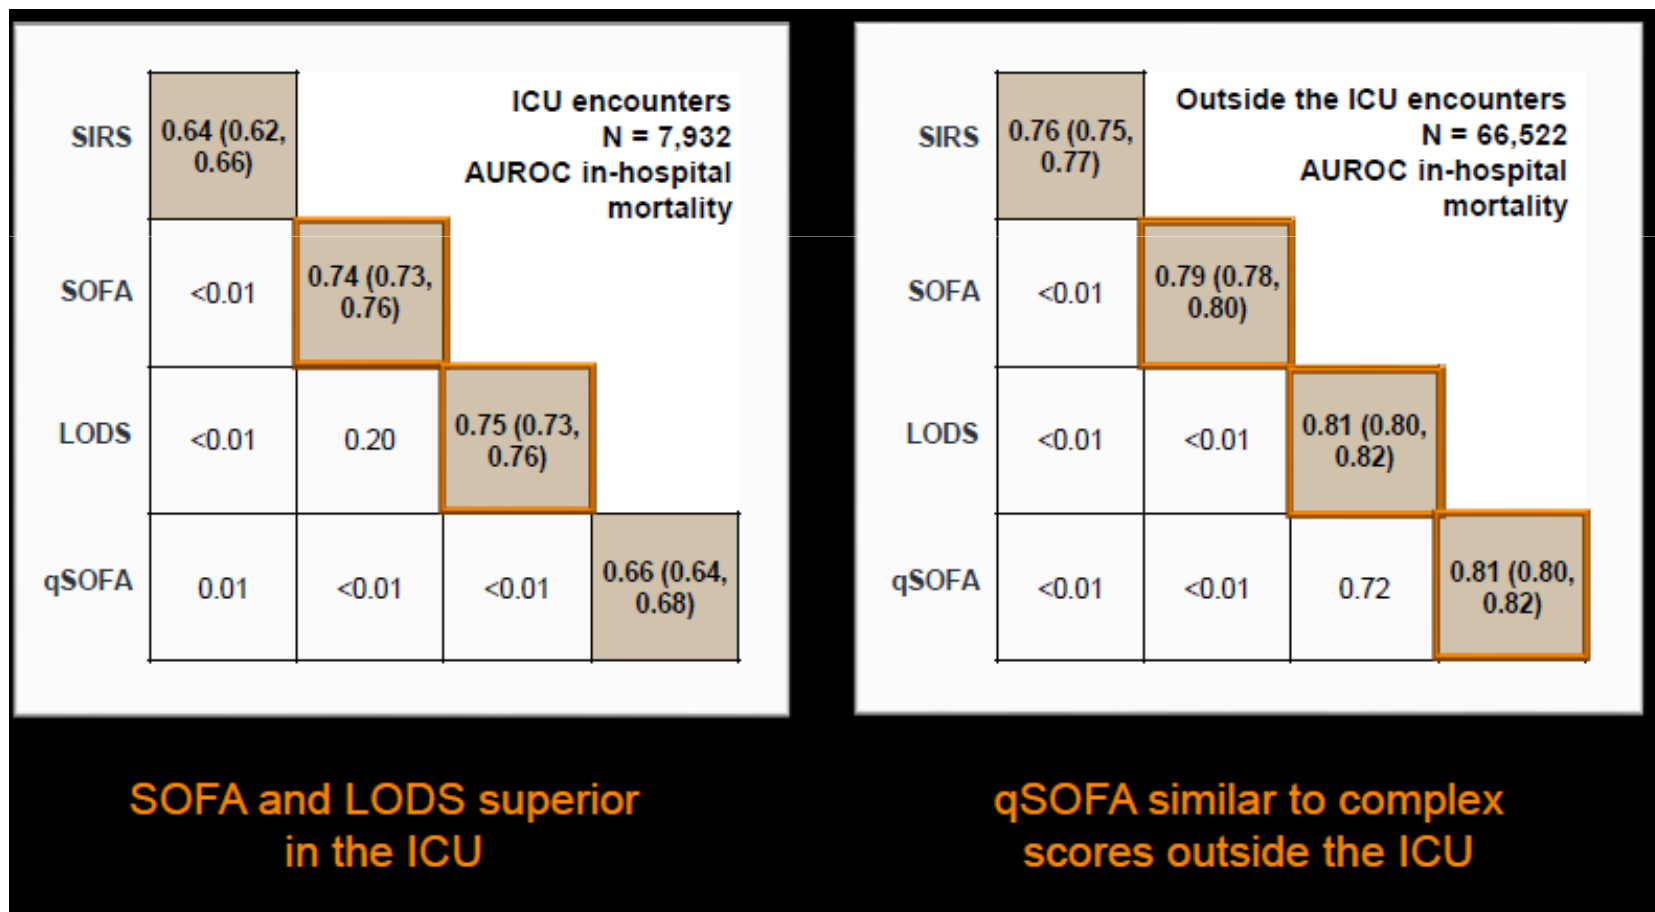 ICU encounters
N = 7,932
AUROC in-hospital
mortality
SIRS
0.64 (0.62,
0.66)
SOFA
<0.01
0.74 (0.73,
0.76)
LODS
<0.01
0.20
0.75 (0.73,
0.76)
qSOFA
0.01
<0.01
<0.01
0.66 (0.64,
0.68)
SOFA and LODS superior
in the ICU
Outside the ICU encounters
N = 66,522
AUROC in-hospital
mortality
SIRS
0.76 (0.75,
0.77)
SOFA
<0.01
0.79 (0.78,
0.80)
LODS
<0.01
<0.01
0.81 (0.80,
0.82)
qSOFA
<0.01
<0.01
0.72
0.81 (0.80,
0.82)
qSOFA similar to complex
scores outside the ICU